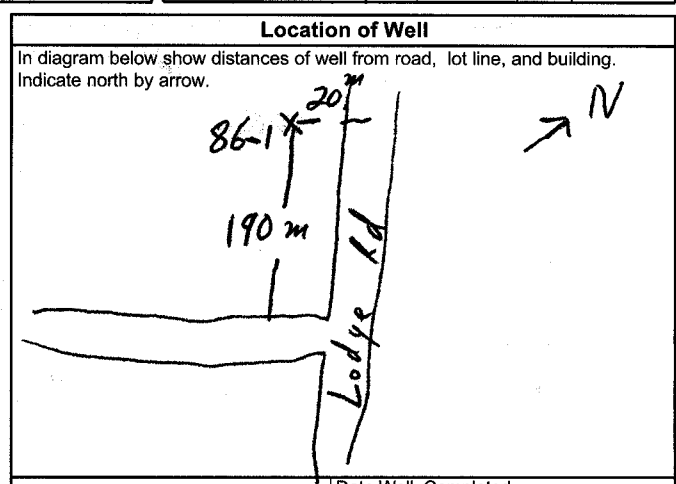 Location of Well
In diagram below show distances of well from road, lot line, and building.
Indicate north by arrow.
20 m
N
86-1
190 m
Lodge Rd